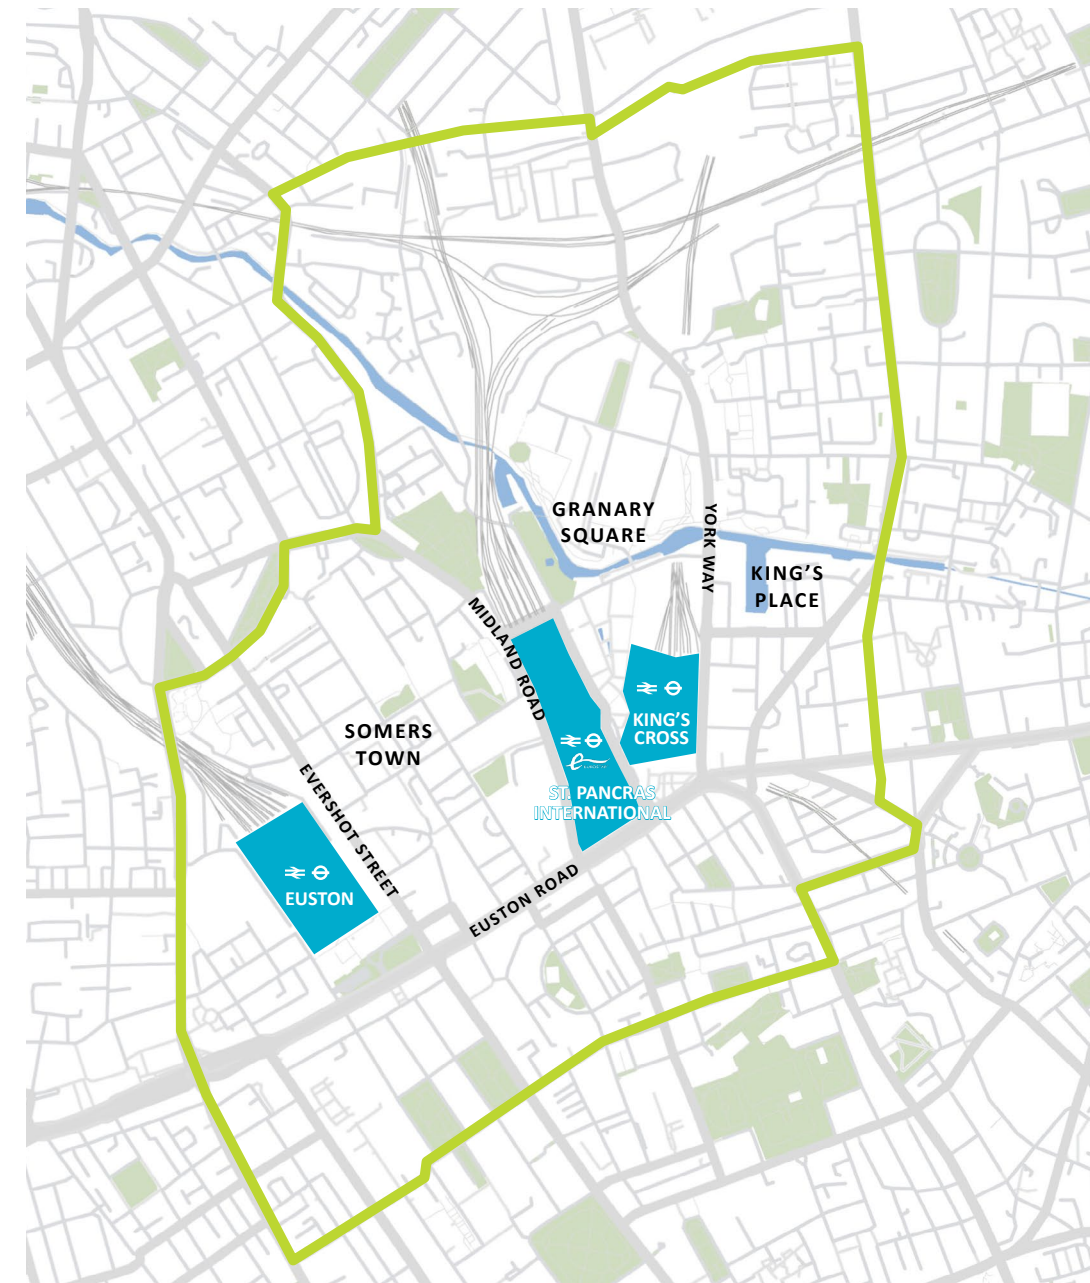 GRANARY
SQUARE
YORK WAY
KING'S
PLACE
MIDLAND ROAD
KING'S
CROSS
SOMERS
TOWN
ST. PANCRAS
INTERNATIONAL
EVERSHOT STREET
EUSTON
EUSTON ROAD